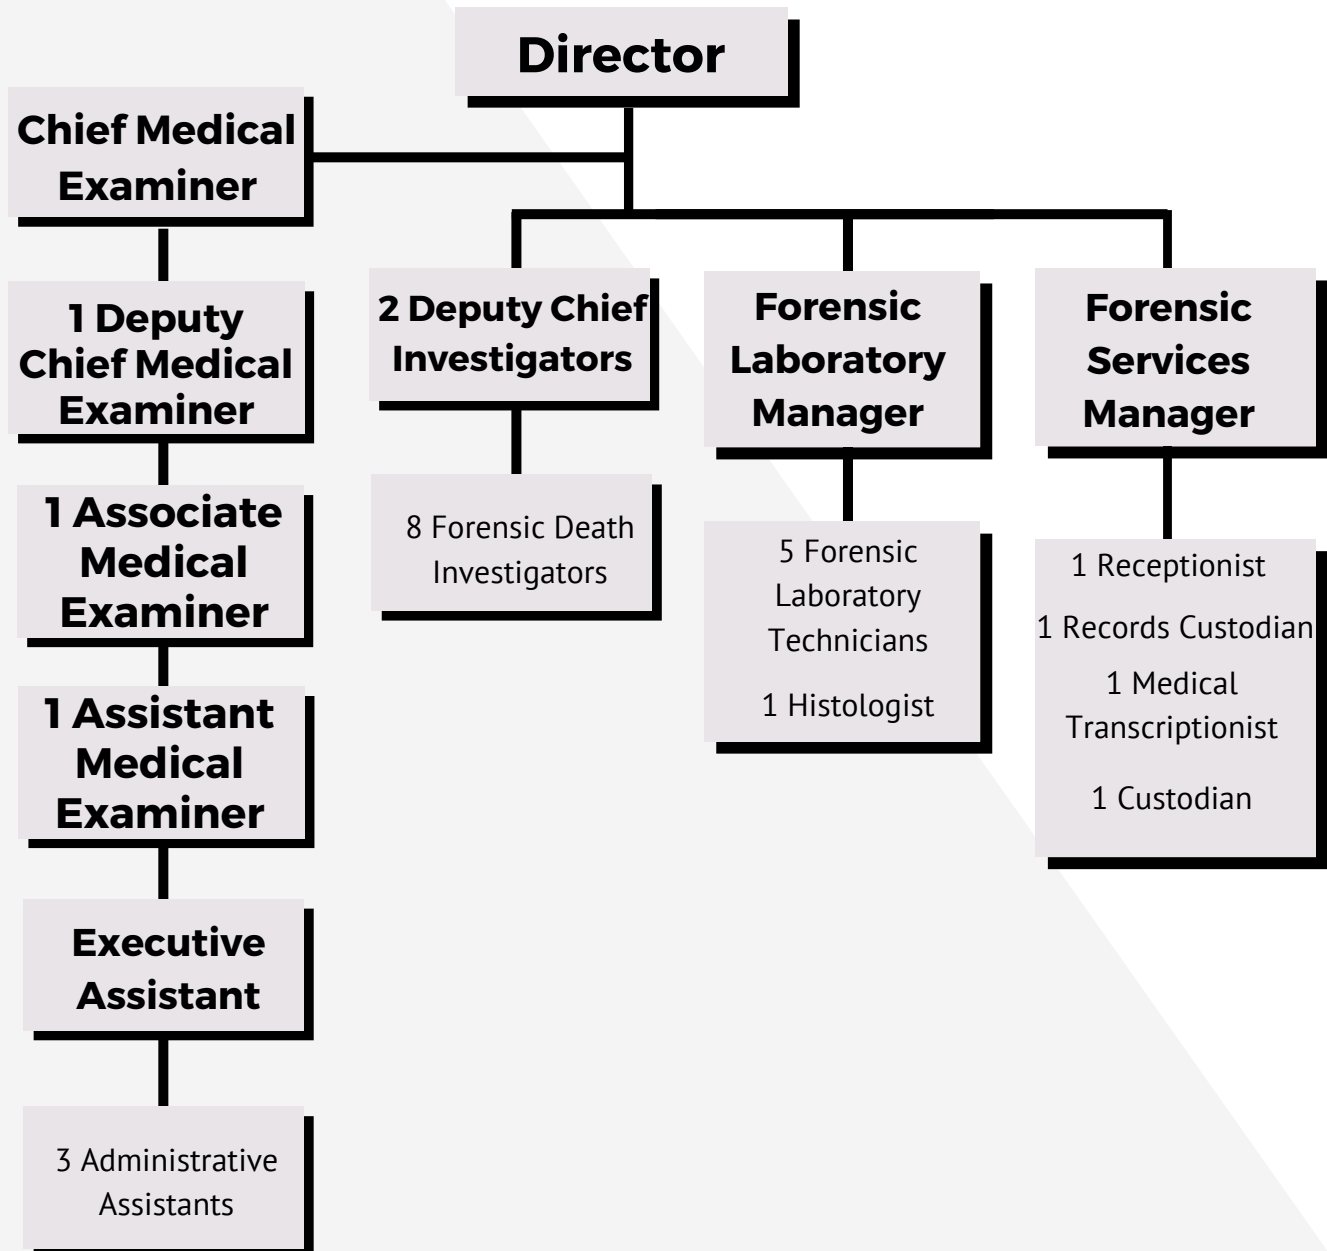 Director
Chief Medical
Examiner
1 Deputy
Chief Medical
Examiner
1 Associate
Medical
Examiner
1 Assistant
Medical
Examiner
Executive
Assistant
3 Administrative
Assistants
2 Deputy Chief
Investigators
8 Forensic Death
Investigators
Forensic
Laboratory
Manager
5 Forensic
Laboratory
Technicians
1 Histologist
Forensic
Services
Manager
1 Receptionist
1 Records Custodian
1 Medical
Transcriptionist
1 Custodian